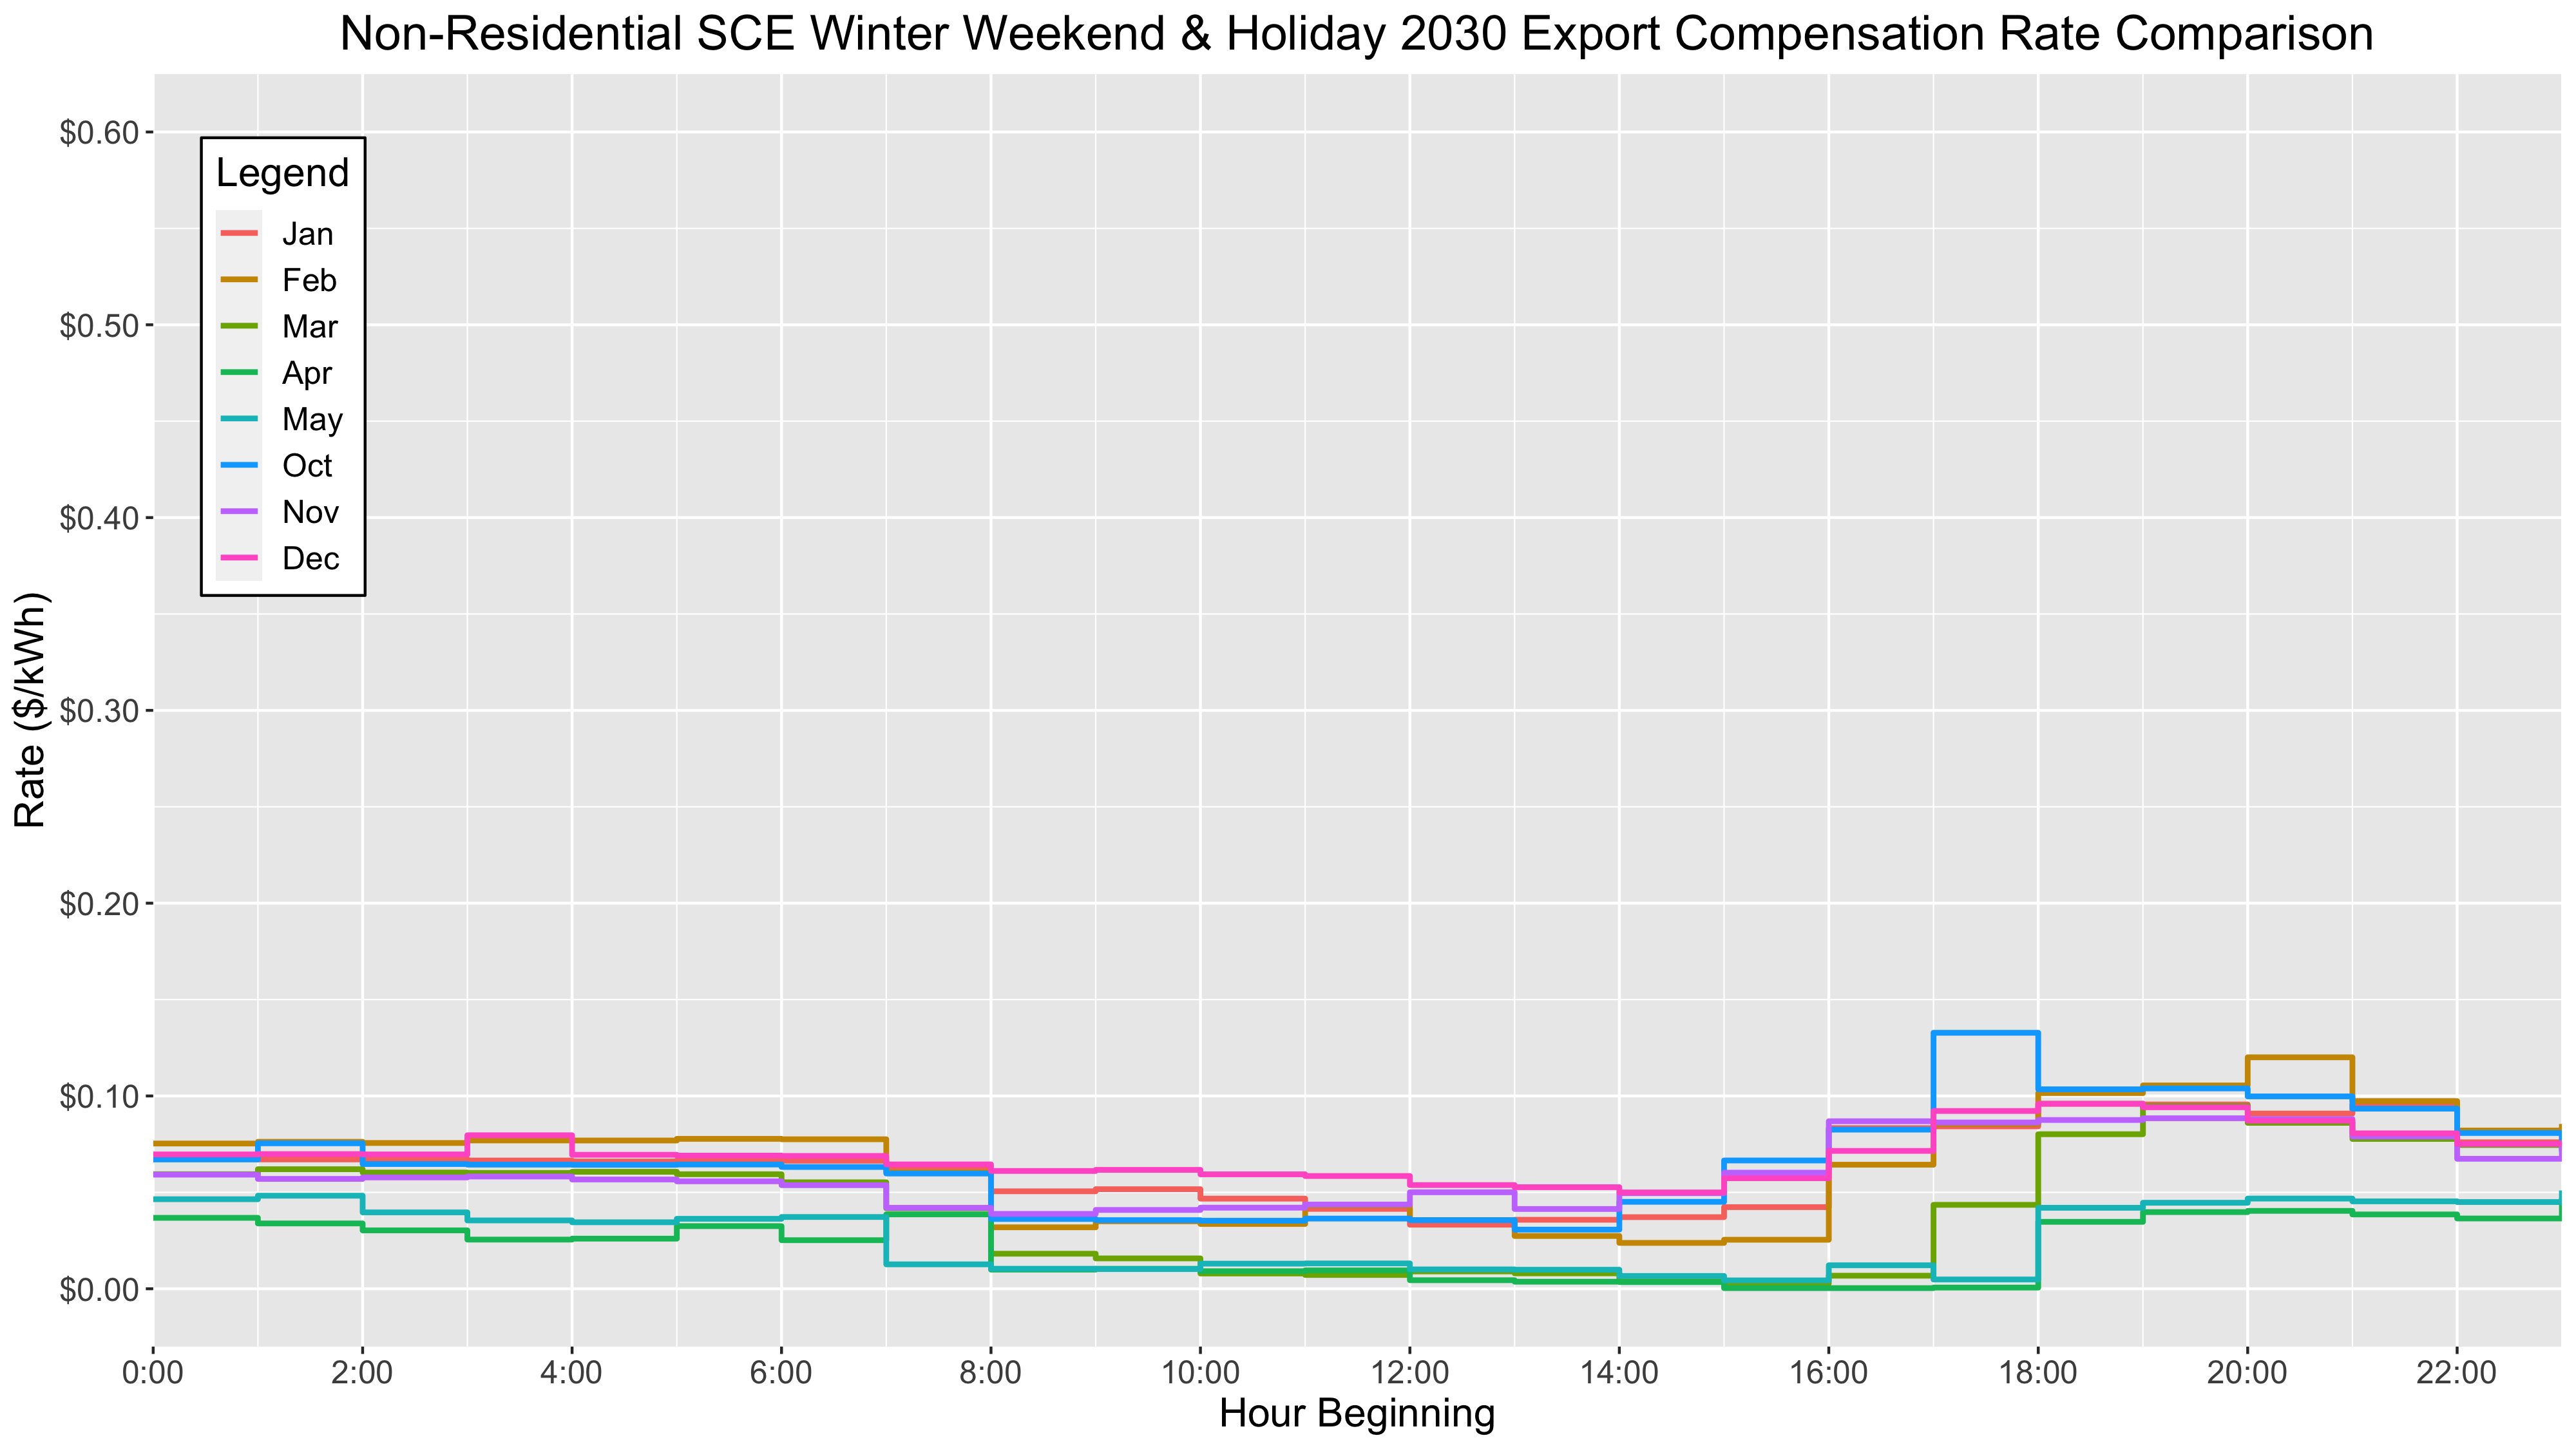 Non-Residential SCE Winter Weekend & Holiday 2030 Export Compensation Rate Comparison
Rate ($/kWh)
$0.60
$0.50
$0.40
$0.30
$0.20
$0.10
$0.00
Legend
Jan
Feb
Mar
Apr
May
Oct
Nov
Dec
0:00 2:00 4:00 6:00 8:00 10:00 12:00 14:00 16:00 18:00 20:00 22:00
Hour Beginning